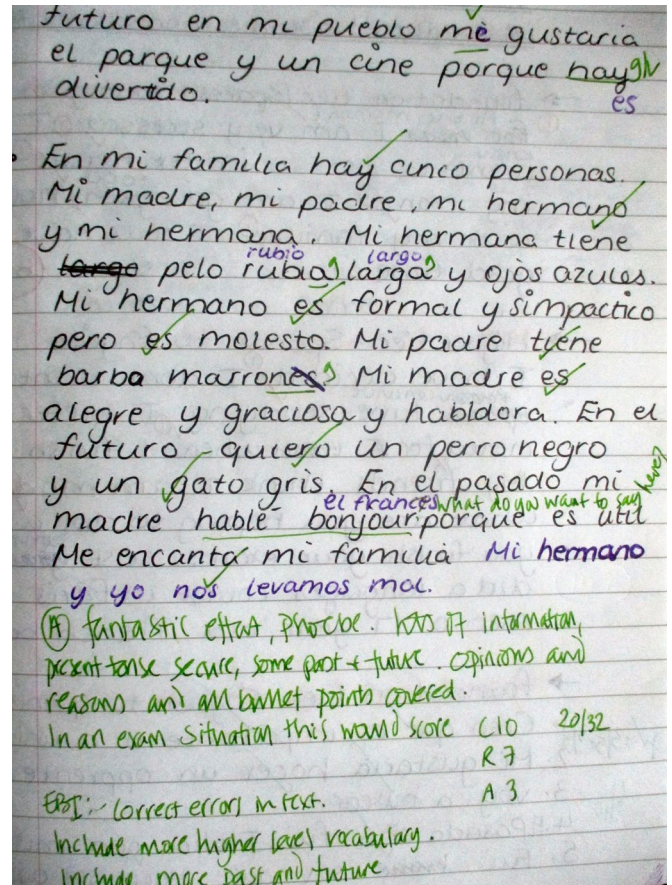 futuro en mi pueblo me gustaria
el parque y un cine porque hay
divertido. es
En mi familia hay cinco personas.
Mi madre, mi padre, mi hermano
y mi hermana. Mi hermana tiene
rubio largo
large pelo rubia larga y ojos azules.
Mi hermano es formal y simpactico
pero es molesto. Mi padre tiene
barba marrones Mi madre es
alegre y graciosa y habladora. En el
futuro quiero un perro negro
y un gato gris. En el pasado mi
el frances what do you want to say here?
madre hablé bonjour porque es util
Me encanta mi familia Mi hermano
y yo nos levamos mal.
A fantastic effort, Phoebe. Lots of information,
present tense secure, some past & future. Opinions and
reasons and all bullet points covered.
In an exam situation this would score C10 20/32
R 7
A 3
EBI:- Correct errors in text.
Include more higher level vocabulary.
Include more past and future